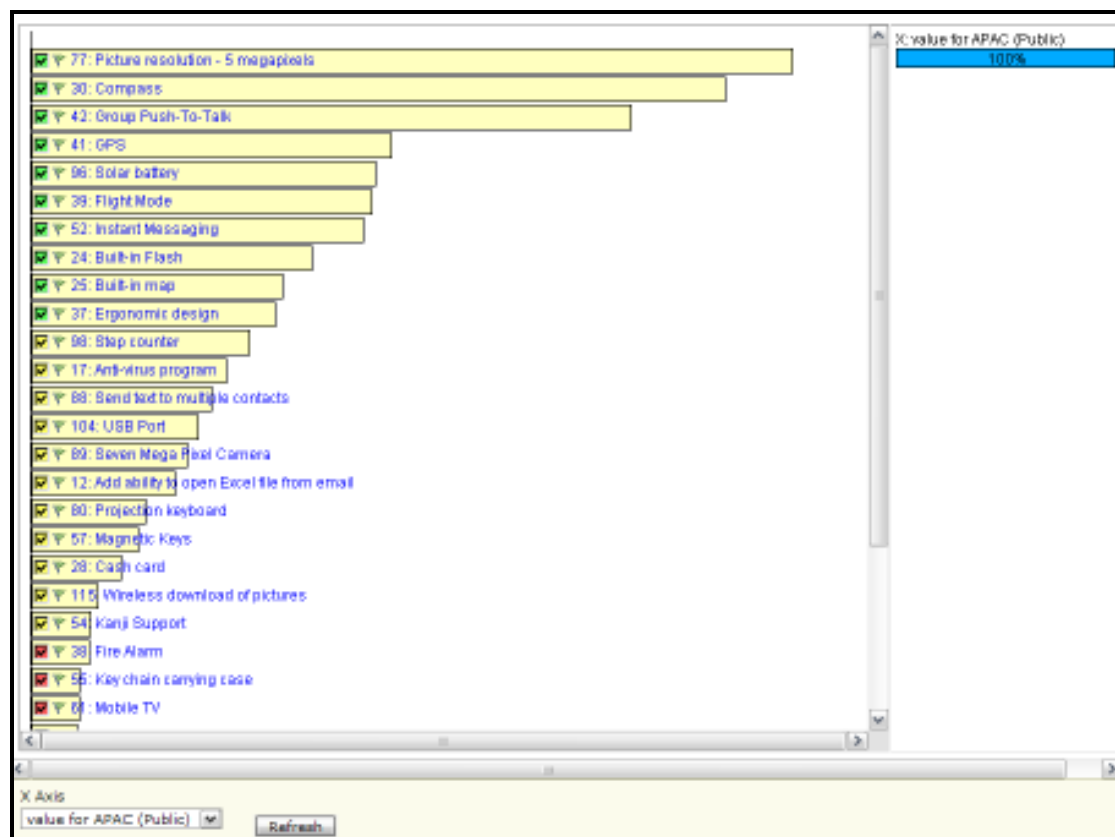 77: Picture resolution - 5 megapixels
30: Compass
42: Group Push-To-Talk
41: GPS
96: Solar battery
39: Flight Mode
52: Instant Messaging
24: Built-in Flash
25: Built-in map
37: Ergonomic design
98: Step counter
17: Anti-virus program
88: Send text to multiple contacts
104: USB Port
89: Seven Mega Pixel Camera
12: Add ability to open Excel file from email
80: Projection keyboard
57: Magnetic Keys
28: Cash card
115: Wireless download of pictures
54: Kanji Support
38: Fire Alarm
55: Key chain carrying case
61: Mobile TV
X: value for APAC (Public)
100%
X Axis
value for APAC (Public)
Refresh